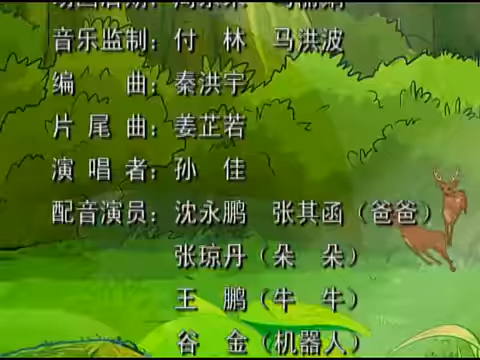 音乐监制：付 林 马洪波
编 曲：秦洪宇
片尾曲：姜芷若
演唱者：孙 佳
配音演员：沈永鹏 张其函（爸爸）
张琼丹（朵 朵）
王 鹏（牛 牛）
谷 金（机器人）